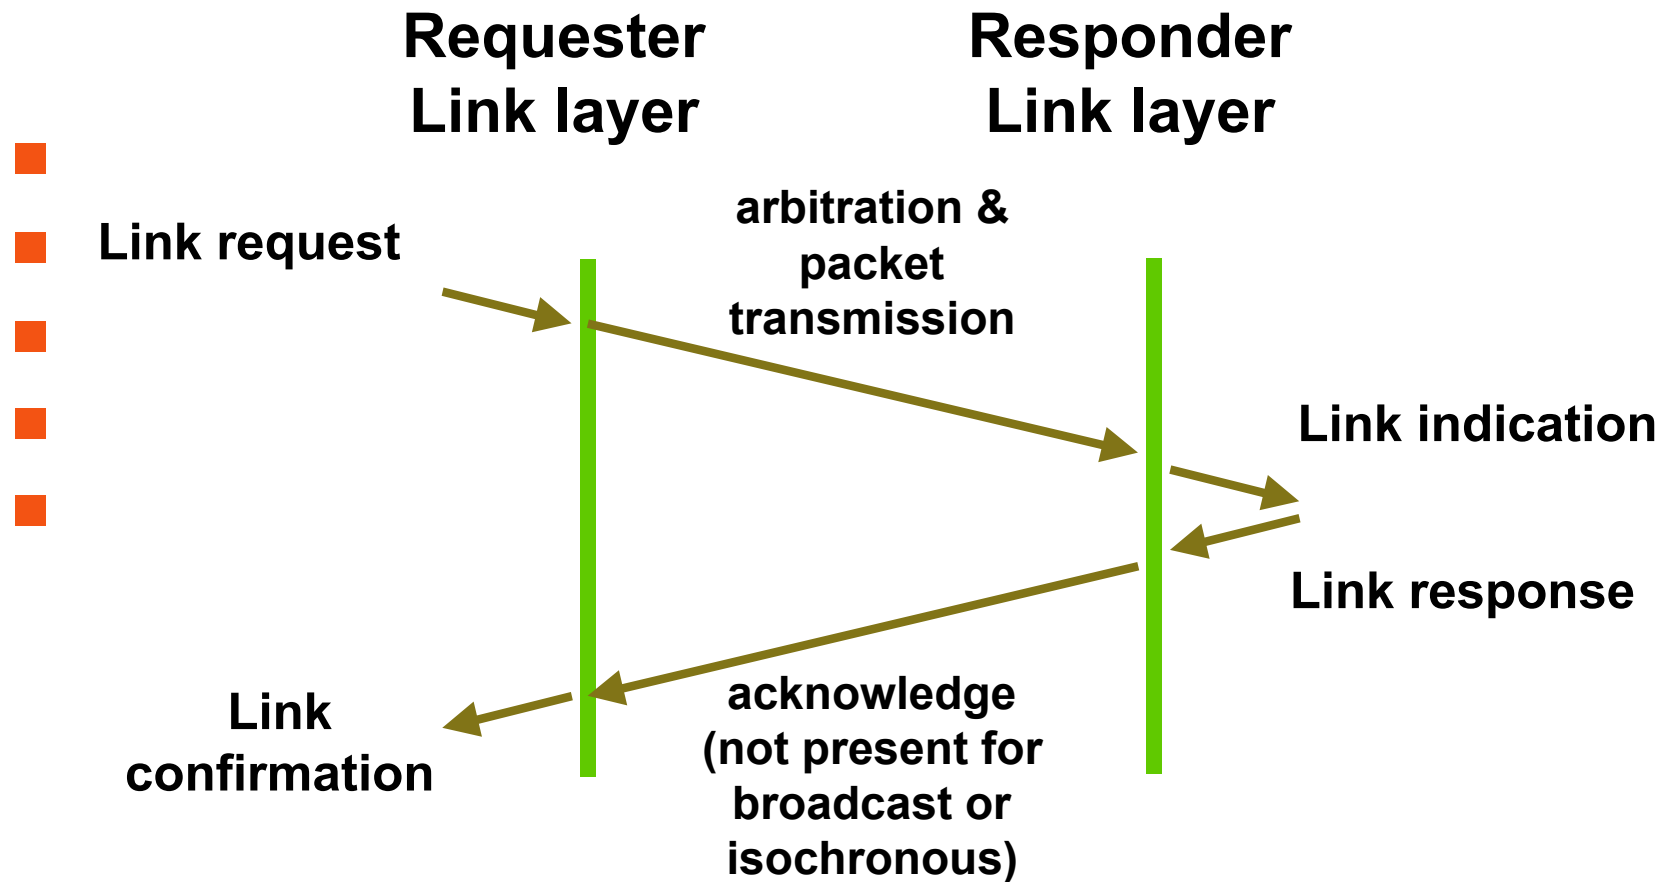 Requester
Link layer
Responder
Link layer
Link request
arbitration &
packet
transmission
Link indication
Link response
acknowledge
(not present for
broadcast or
isochronous)
Link
confirmation